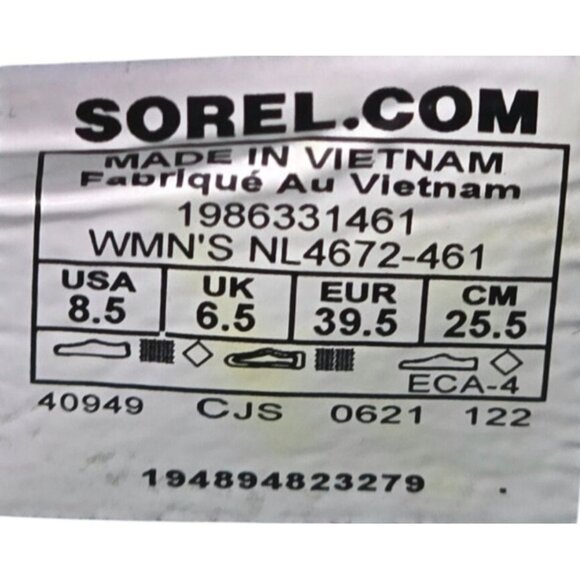 SOREL.COM
MADE IN VIETNAM
Fabriqué Au Vietnam
1986331461
WMN'S NL4672-461
USA UK EUR CM
8.5 6.5 39.5 25.5
ECA-4
40949 CJS 0621 122
194894823279